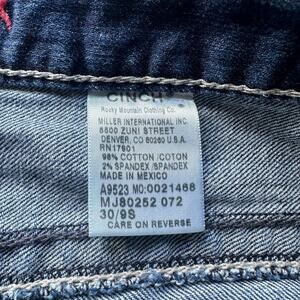 CINCH
Rocky Mountain Clothing Co.
MILLER INTERNATIONAL INC.
8500 ZUNI STREET
DENVER, CO 80260 U.S.A.
RN17901
98% COTTON /COTON
2% SPANDEX /SPANDEX
MADE IN MEXICO
A9523 MO:0021468
MJ80252 072
30/9S
CARE ON REVERSE